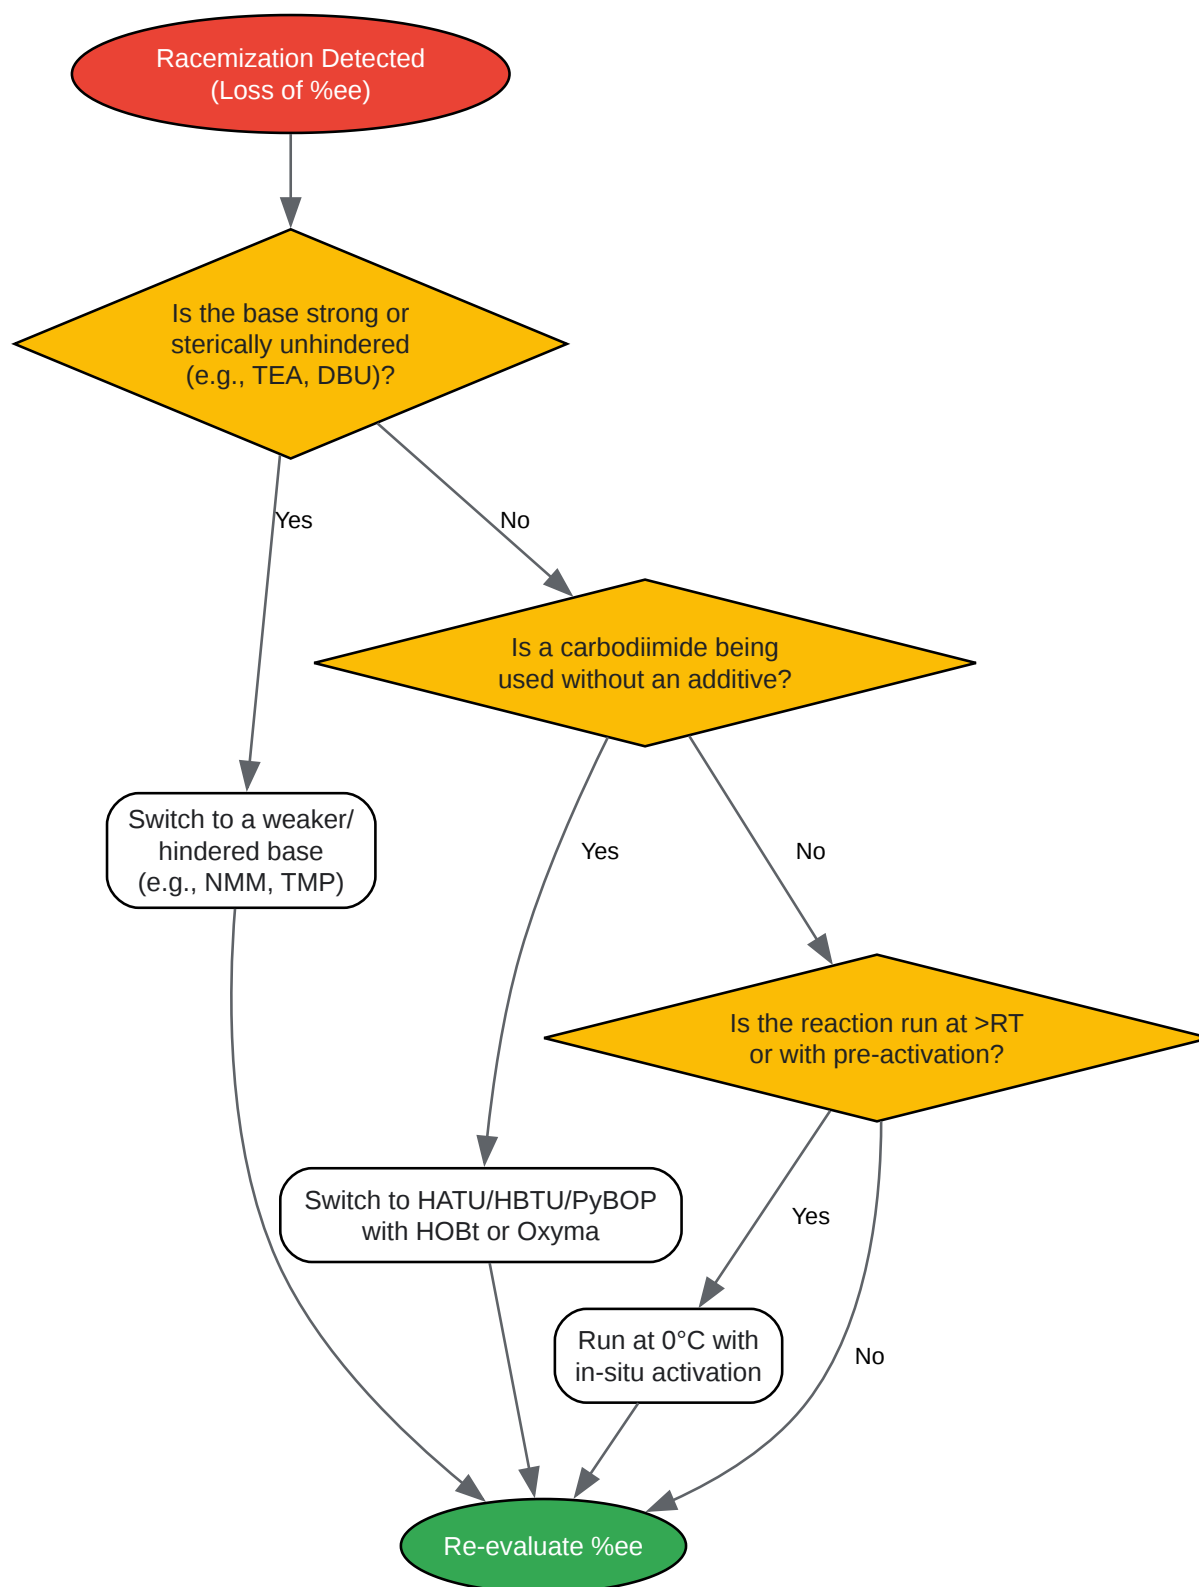 Racemization Detected
(Loss of %ee)
Is the base strong or
sterically unhindered
(e.g., TEA, DBU)?
Yes
No
Is a carbodiimide being
used without an additive?
Switch to a weaker/
hindered base
(e.g., NMM, TMP)
Yes
No
Is the reaction run at >RT
or with pre-activation?
Switch to HATU/HBTU/PyBOP
with HOBt or Oxyma
Yes
Run at 0°C with
in-situ activation
No
Re-evaluate %ee